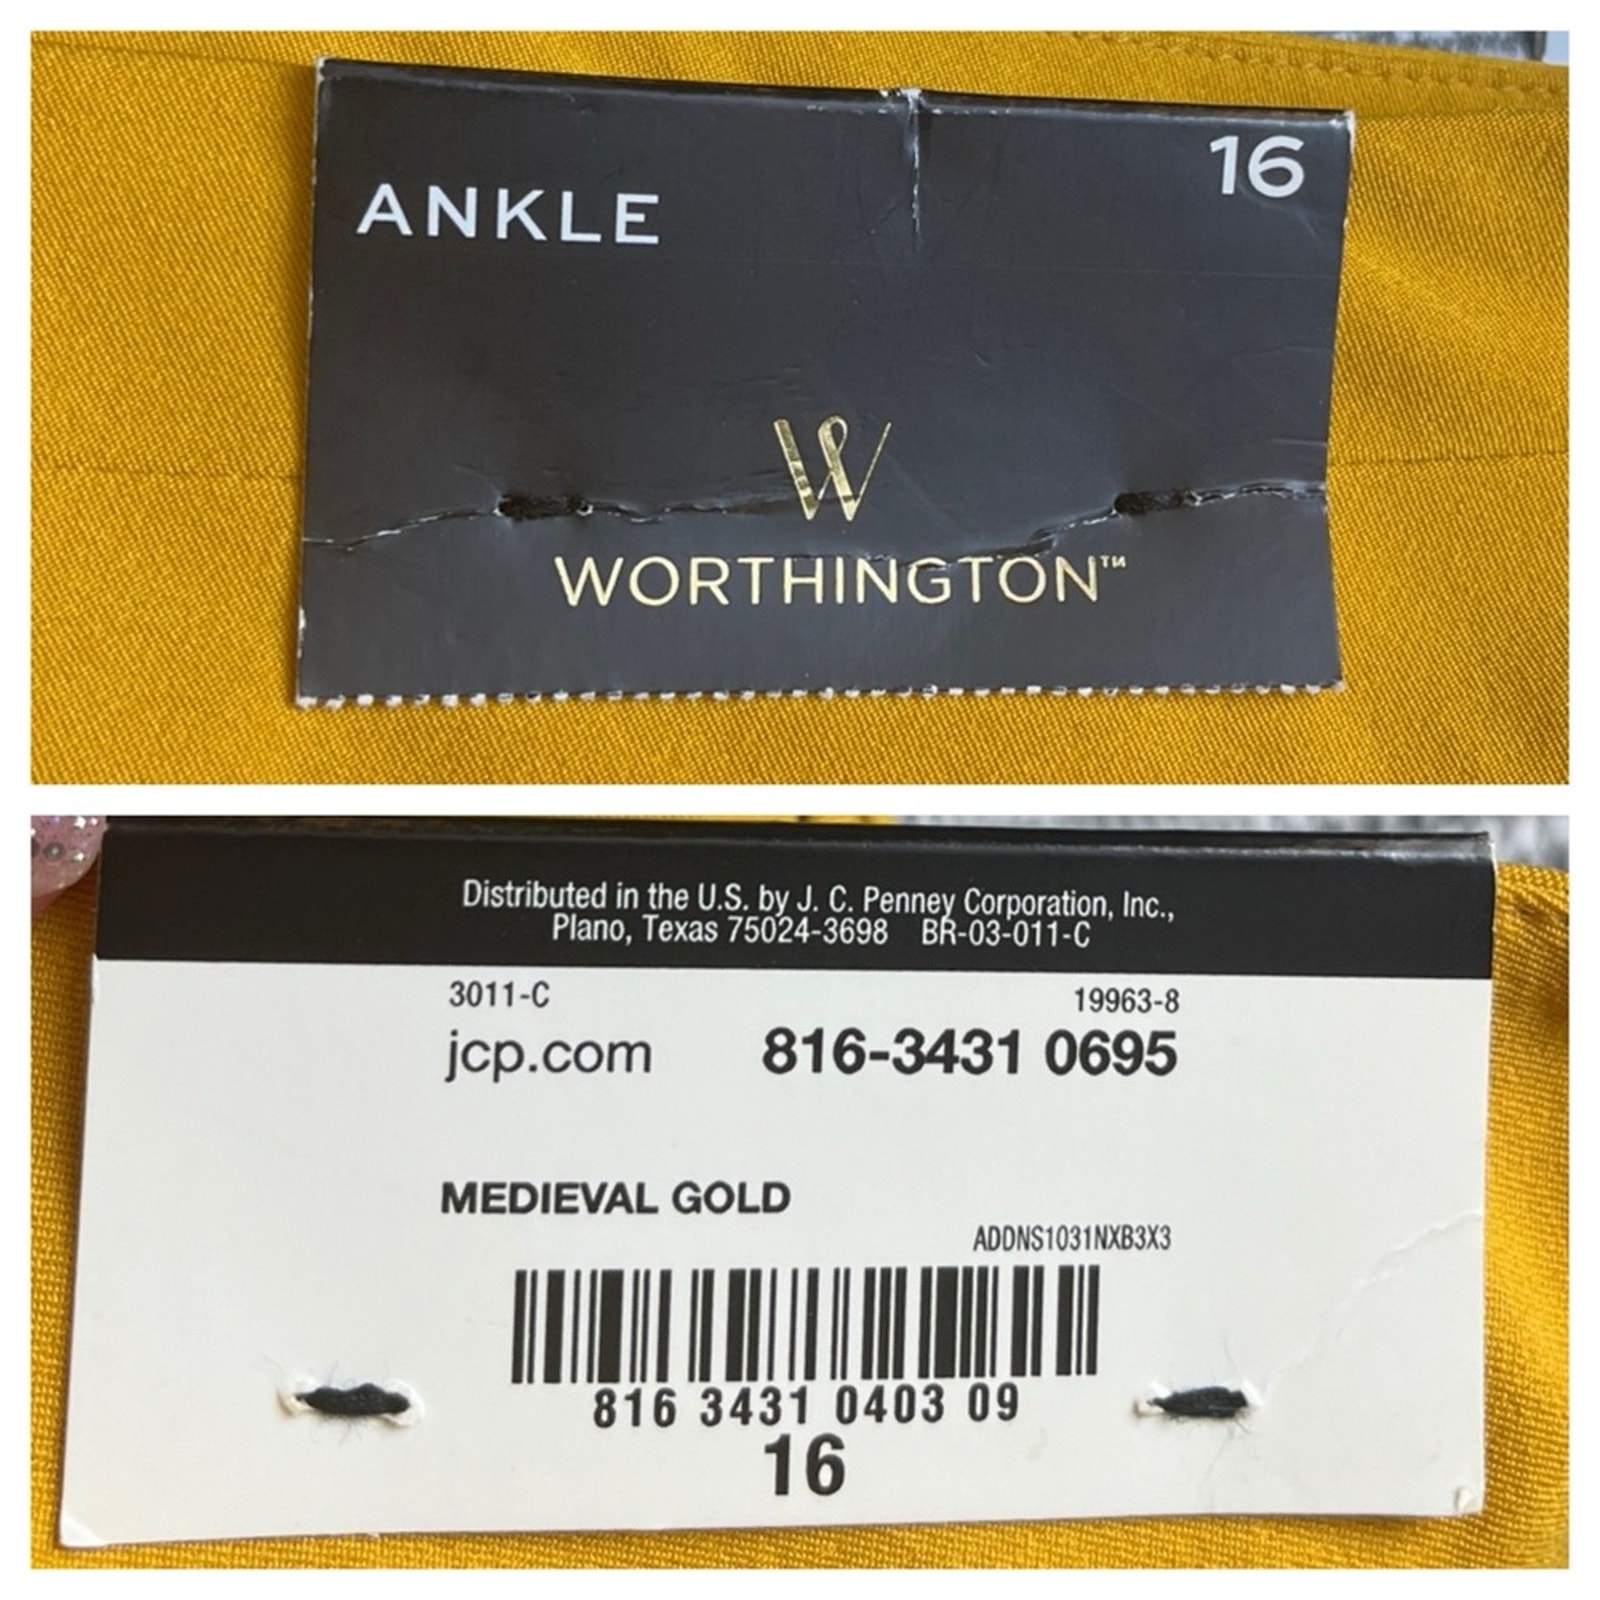 ANKLE
16
W
WORTHINGTON™
Distributed in the U.S. by J. C. Penney Corporation, Inc.,
Plano, Texas 75024-3698 BR-03-011-C
3011-C 19963-8
jcp.com 816-3431 0695
MEDIEVAL GOLD
ADDNS1031NXB3X3
816 3431 0403 09
16